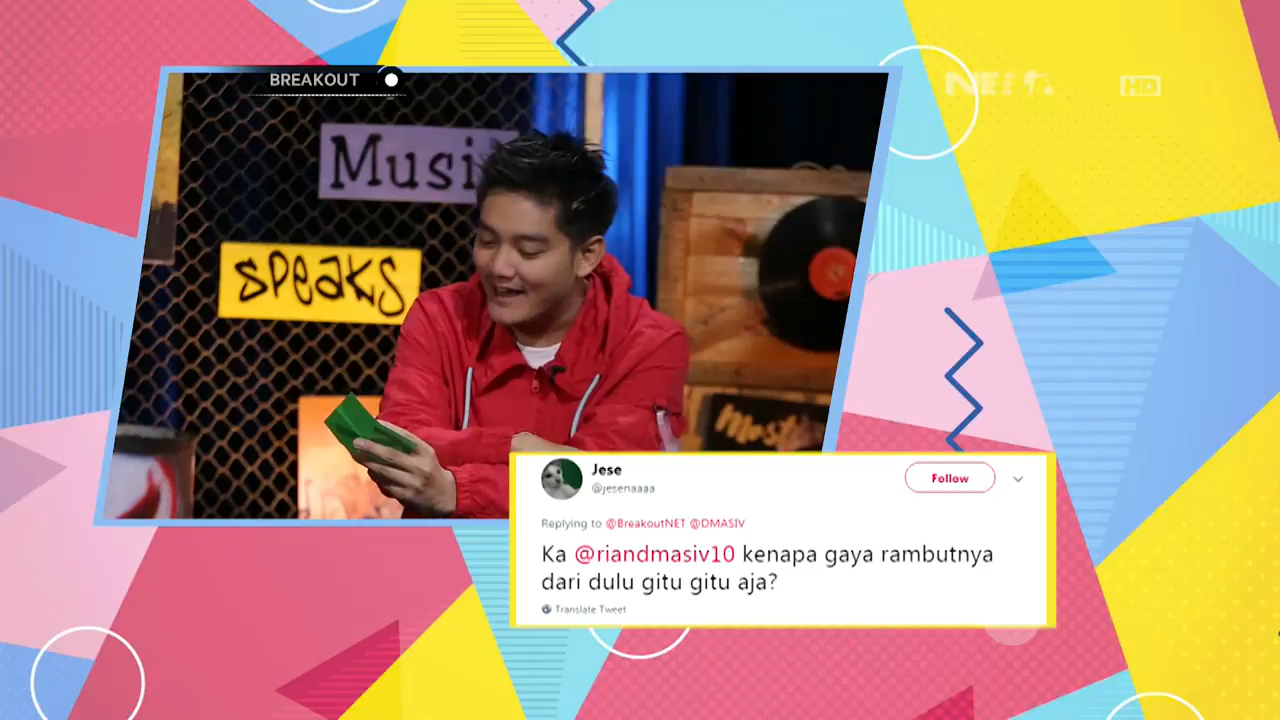 BREAKOUT
NET.
HD
Musi
speaks
Jese
@jesenaaaa
Follow
Replying to @BreakoutNET @DMASIV
Ka @riandmasiv10 kenapa gaya rambutnya
dari dulu gitu gitu aja?
Translate Tweet